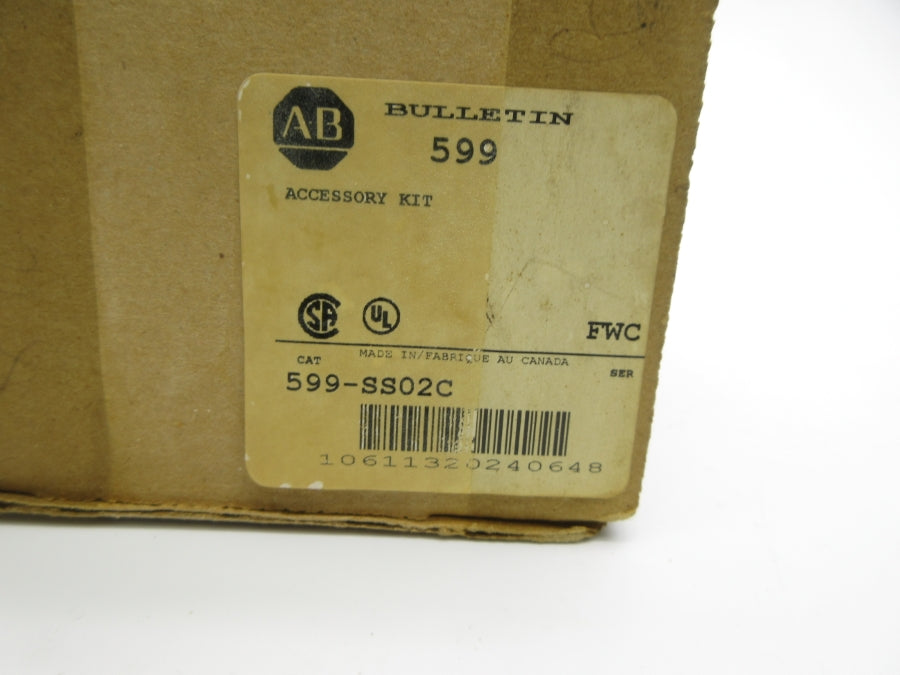 AB BULLETIN
599
ACCESSORY KIT
SA UL
FWC
MADE IN/FABRIQUE AU CANADA
CAT SER
599-SS02C
10611320240648